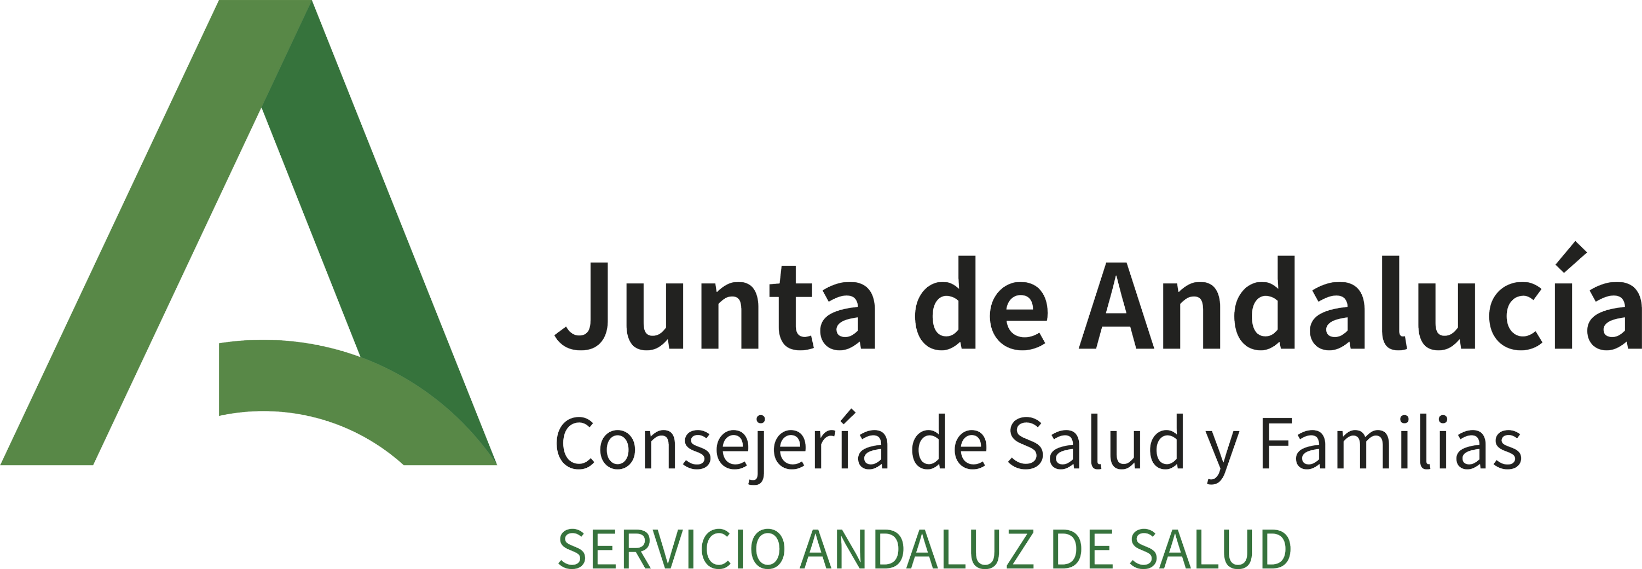 Junta de Andalucía
Consejería de Salud y Familias
SERVICIO ANDALUZ DE SALUD